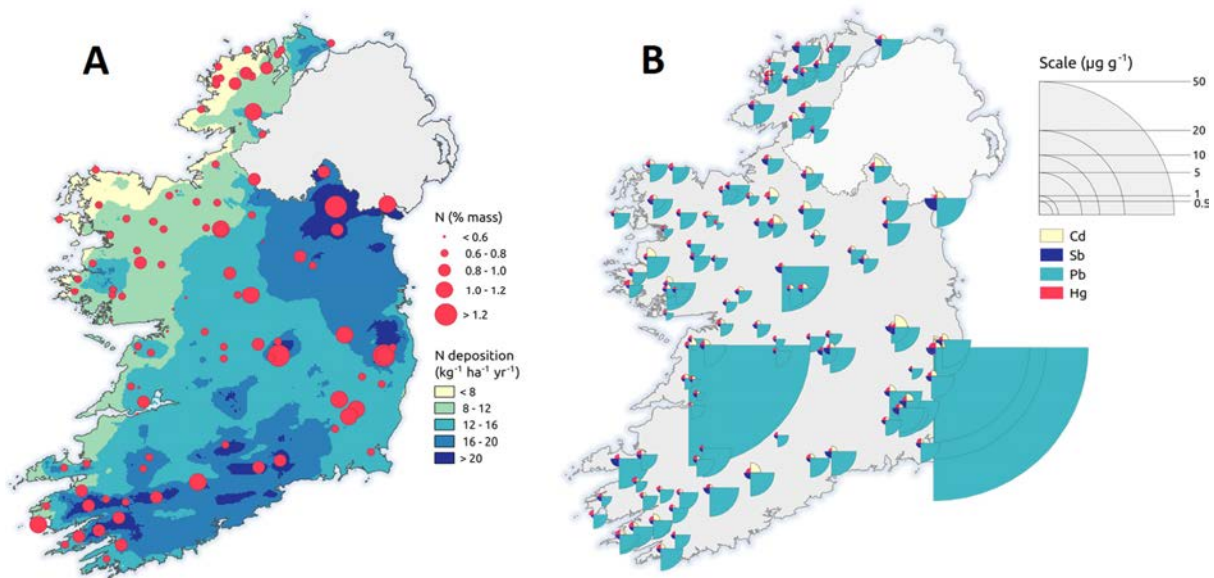 A
N (% mass)
< 0.6
0.6 - 0.8
0.8 - 1.0
1.0 - 1.2
> 1.2
N deposition
(kg⁻¹ ha⁻¹ yr⁻¹)
< 8
8 - 12
12 - 16
16 - 20
> 20
B
Scale (µg g⁻¹)
50
20
10
5
1
0.5
Cd
Sb
Pb
Hg